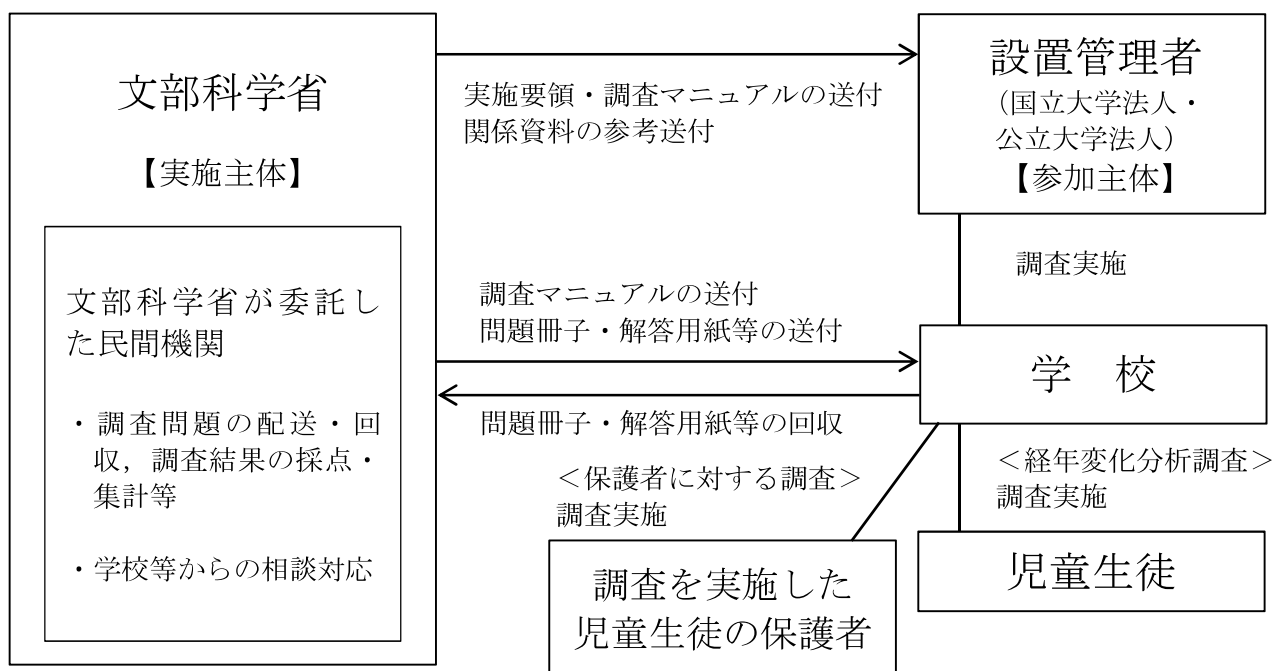 文部科学省
【実施主体】
文部科学省が委託し
た民間機関
・調査問題の配送・回
収，調査結果の採点・
集計等
・学校等からの相談対応
実施要領・調査マニュアルの送付
関係資料の参考送付
設置管理者
（国立大学法人・
公立大学法人）
【参加主体】
調査実施
調査マニュアルの送付
問題冊子・解答用紙等の送付
学　校
問題冊子・解答用紙等の回収
＜保護者に対する調査＞
調査実施
＜経年変化分析調査＞
調査実施
調査を実施した
児童生徒の保護者
児童生徒